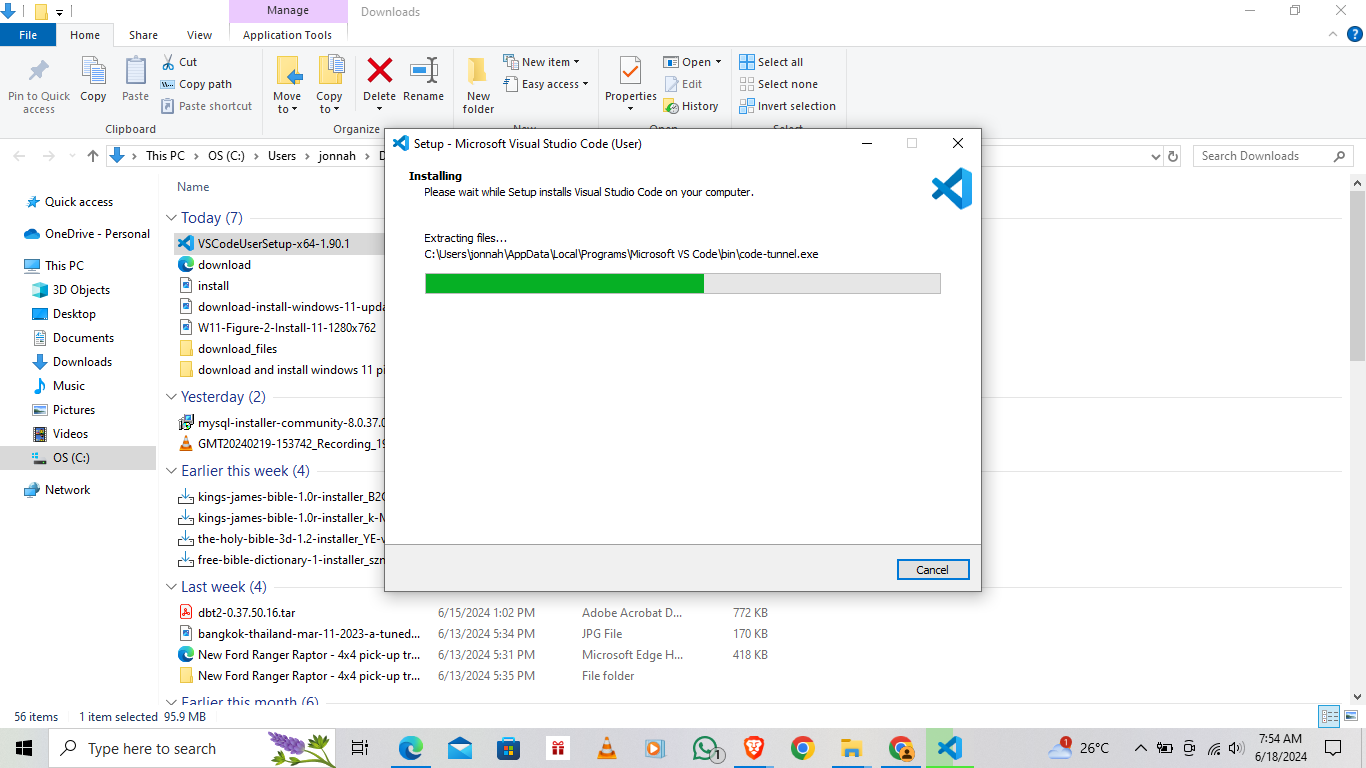 Manage
Downloads
File
Home
Share
View
Application Tools
Pin to Quick access
Copy
Paste
Cut
Copy path
Paste shortcut
Clipboard
Move to
Copy to
Delete
Rename
Organize
New folder
New item
Easy access
Properties
Open
Edit
History
Select all
Select none
Invert selection
This PC
OS (C:)
Users
jonnah
Search Downloads
Setup - Microsoft Visual Studio Code (User)
Installing
Please wait while Setup installs Visual Studio Code on your computer.
Extracting files...
C:\Users\jonnah\AppData\Local\Programs\Microsoft VS Code\bin\code-tunnel.exe
Cancel
Quick access
OneDrive - Personal
This PC
3D Objects
Desktop
Documents
Downloads
Music
Pictures
Videos
OS (C:)
Network
Name
Today (7)
VSCodeUserSetup-x64-1.90.1
download
install
download-install-windows-11-upda
W11-Figure-2-Install-11-1280x762
download_files
download and install windows 11 pi
Yesterday (2)
mysql-installer-community-8.0.37.0
GMT20240219-153742_Recording_19
Earlier this week (4)
kings-james-bible-1.0r-installer_B2
kings-james-bible-1.0r-installer_k-
the-holy-bible-3d-1.2-installer_YE-
free-bible-dictionary-1-installer_szn
Last week (4)
dbt2-0.37.50.16.tar 6/15/2024 1:02 PM Adobe Acrobat D... 772 KB
bangkok-thailand-mar-11-2023-a-tuned... 6/13/2024 5:34 PM JPG File 170 KB
New Ford Ranger Raptor - 4x4 pick-up tr... 6/13/2024 5:31 PM Microsoft Edge H... 418 KB
New Ford Ranger Raptor - 4x4 pick-up tr... 6/13/2024 5:35 PM File folder
Earlier this month (6)
56 items 1 item selected 95.9 MB
Type here to search
1
1
26°C
7:54 AM
6/18/2024